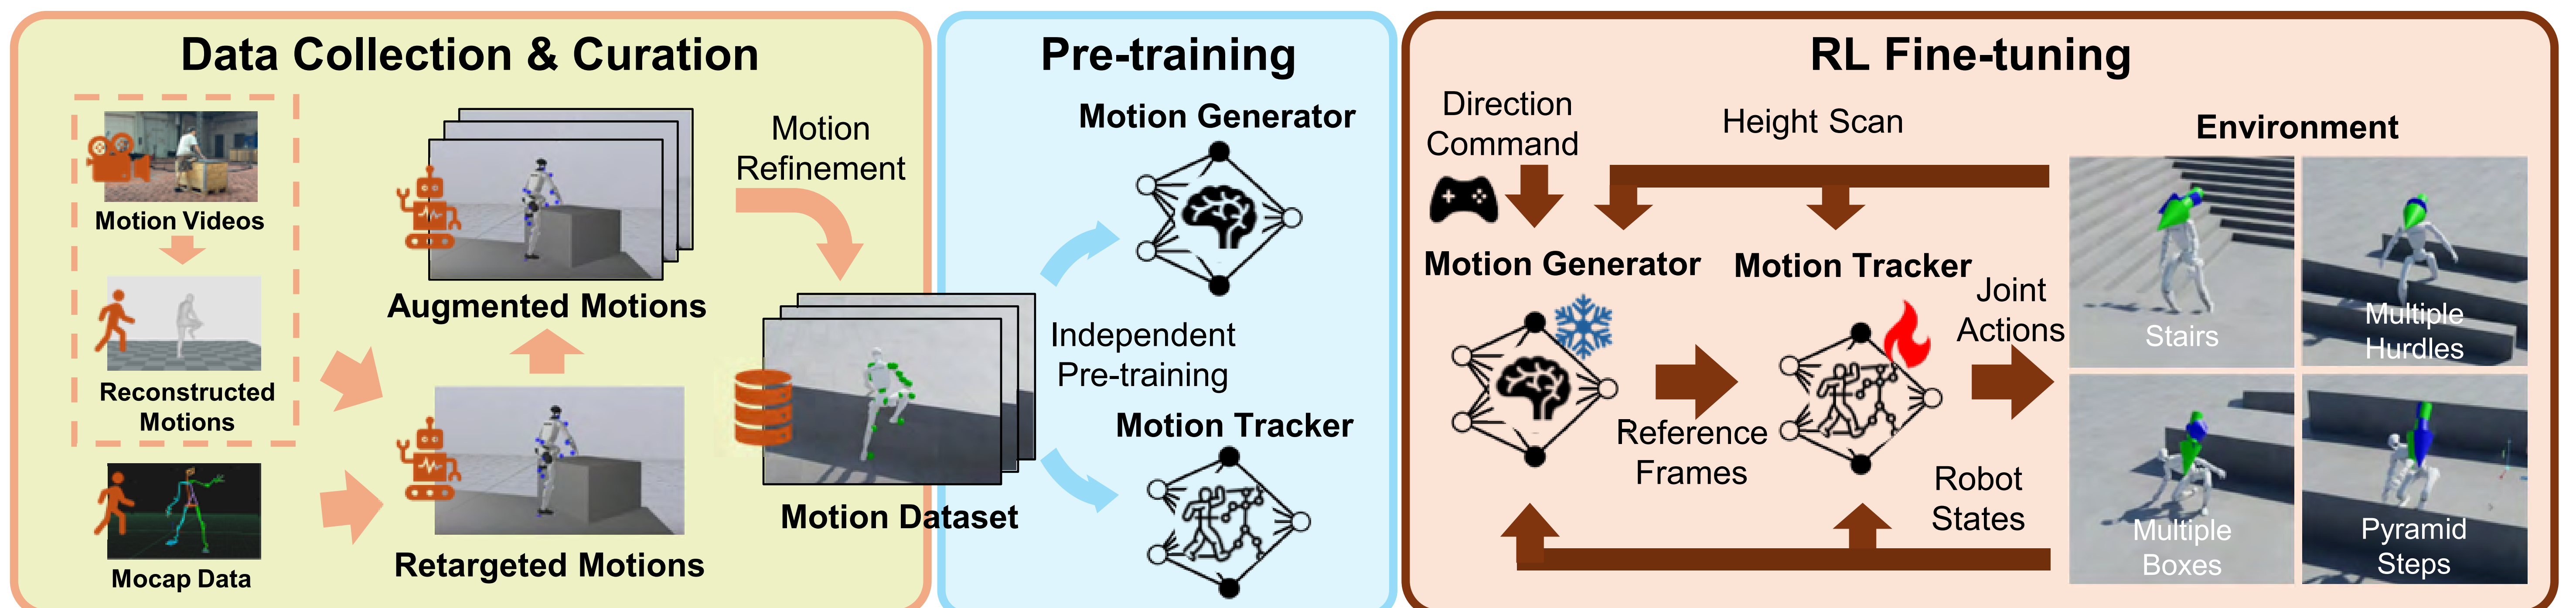 Data Collection & Curation
Motion Videos
Reconstructed
Motions
Mocap Data
Augmented Motions
Retargeted Motions
Motion
Refinement
Motion Dataset
Pre-training
Motion Generator
Independent
Pre-training
Motion Tracker
RL Fine-tuning
Direction
Command
Height Scan
Motion Generator
Motion Tracker
Reference
Frames
Joint
Actions
Robot
States
Environment
Stairs
Multiple
Hurdles
Multiple
Boxes
Pyramid
Steps